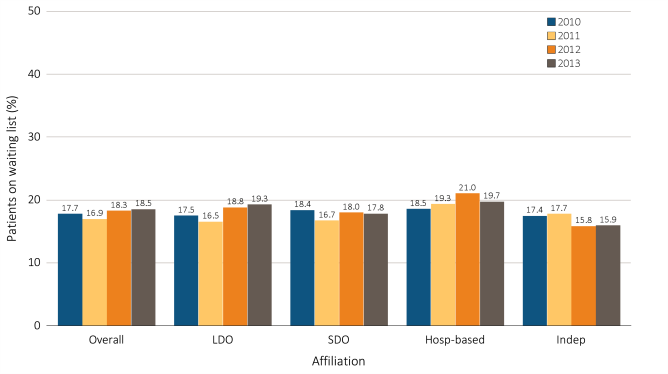 50
2010
2011
2012
2013
40
30
20
10
0
Patients on waiting list (%)
17.7 16.9 18.3 18.5
17.5 16.5 18.8 19.3
18.4 16.7 18.0 17.8
18.5 19.3 21.0 19.7
17.4 17.7 15.8 15.9
Overall LDO SDO Hosp-based Indep
Affiliation